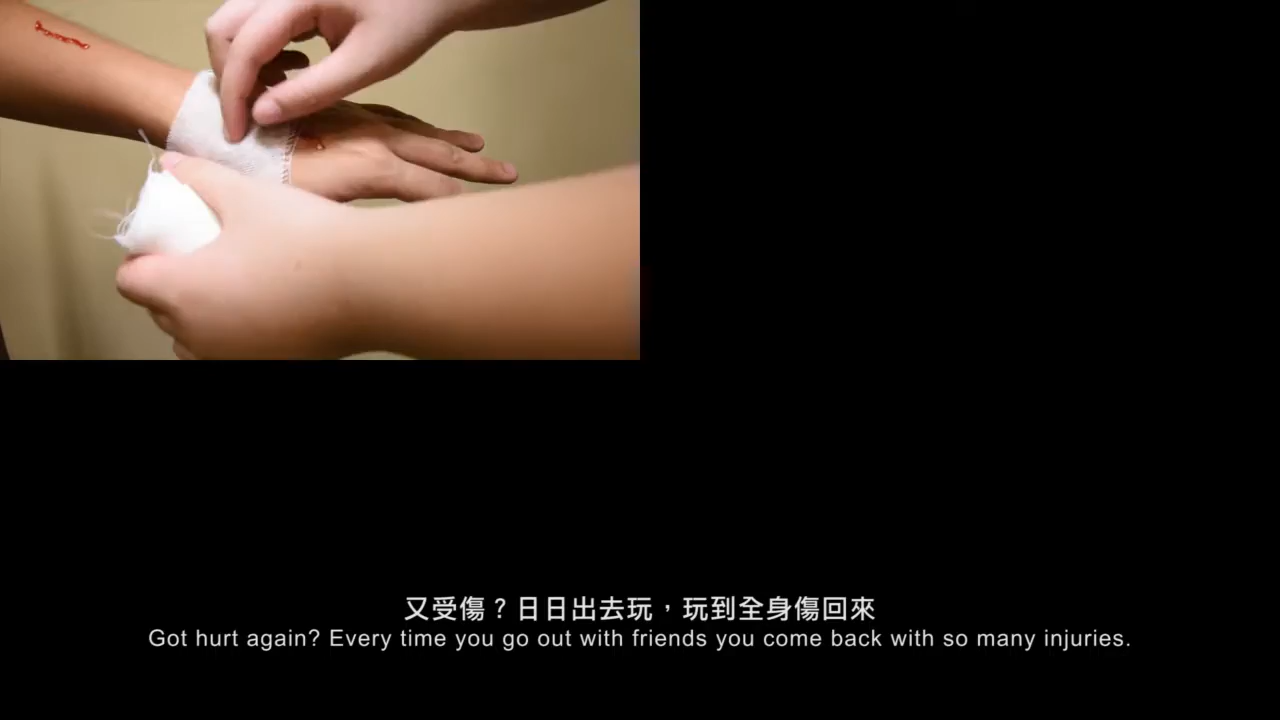 又受傷？日日出去玩，玩到全身傷回來
Got hurt again? Every time you go out with friends you come back with so many injuries.